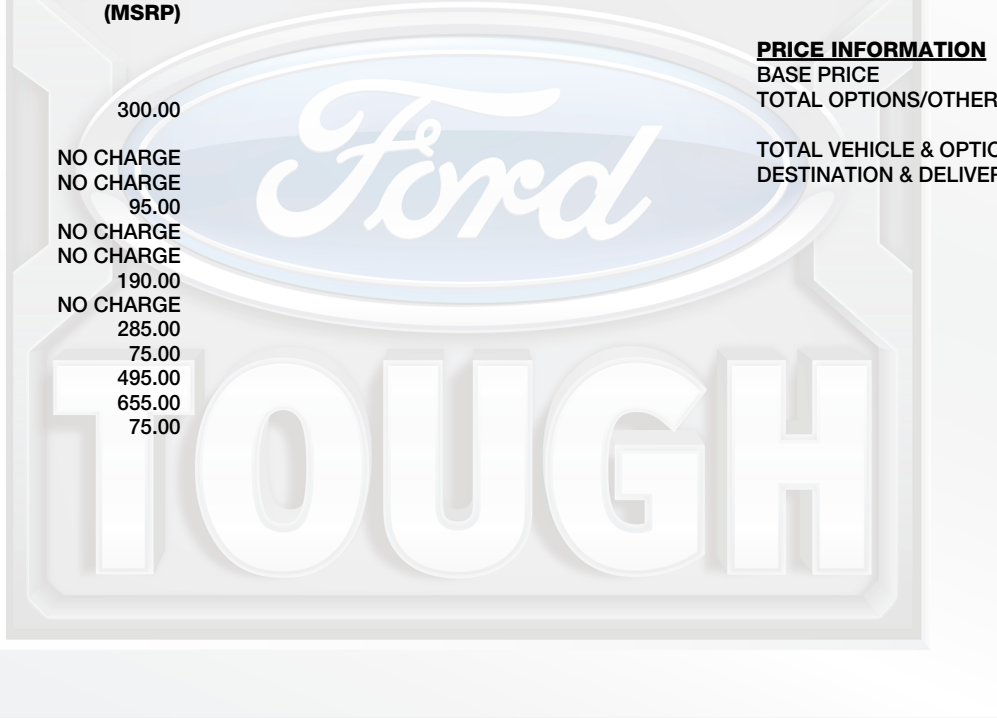 (MSRP)
300.00
NO CHARGE
NO CHARGE
95.00
NO CHARGE
NO CHARGE
190.00
NO CHARGE
285.00
75.00
495.00
655.00
75.00
PRICE INFORMATION
BASE PRICE
TOTAL OPTIONS/OTHER
TOTAL VEHICLE & OPTIO
DESTINATION & DELIVER
Ford
TOUGH